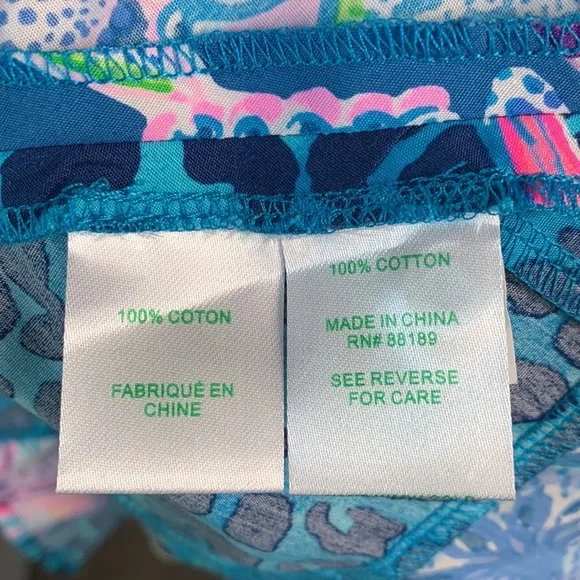 100% COTON
FABRIQUÉ EN
CHINE
100% COTTON
MADE IN CHINA
RN# 88189
SEE REVERSE
FOR CARE